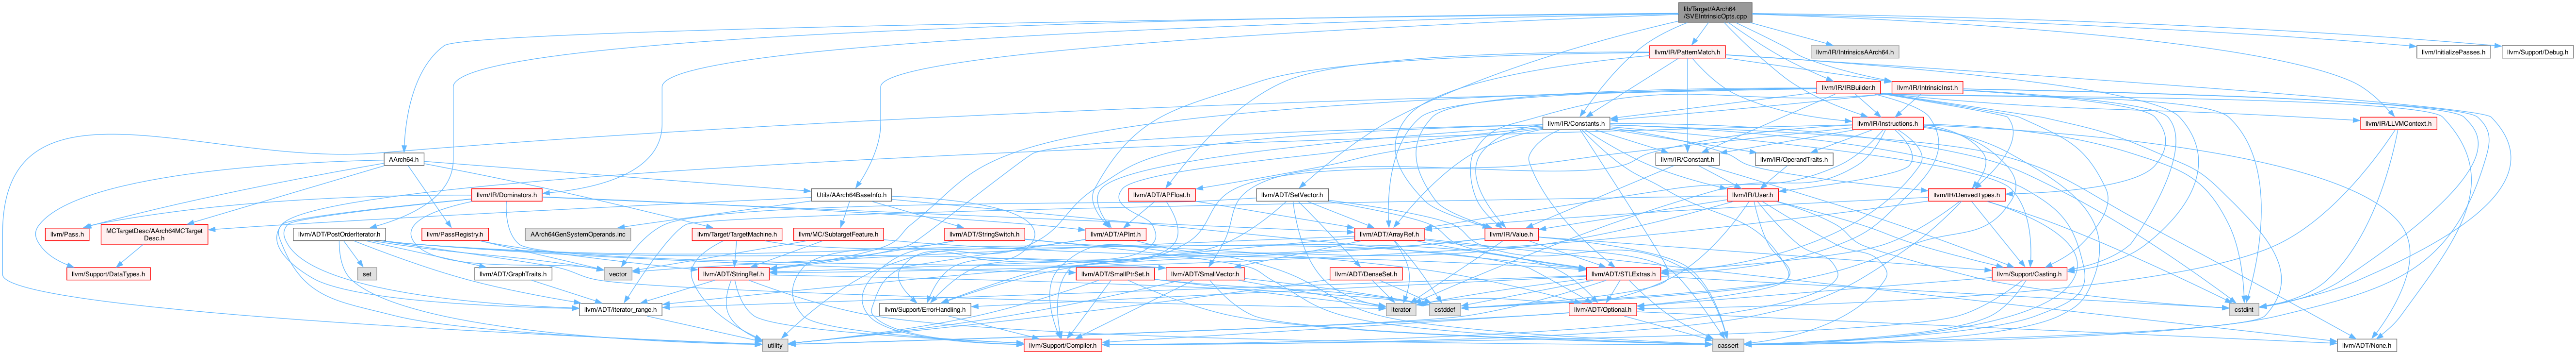 lib/Target/AArch64
/SVEIntrinsicOpts.cpp
llvm/IR/PatternMatch.h
llvm/IR/IntrinsicsAArch64.h
llvm/InitializePasses.h
llvm/Support/Debug.h
llvm/IR/IRBuilder.h
llvm/IR/IntrinsicInst.h
llvm/IR/Constants.h
llvm/IR/Instructions.h
llvm/IR/LLVMContext.h
AArch64.h
llvm/IR/Constant.h
llvm/IR/OperandTraits.h
llvm/IR/Dominators.h
Utils/AArch64BaseInfo.h
llvm/ADT/APFloat.h
llvm/ADT/SetVector.h
llvm/IR/User.h
llvm/IR/DerivedTypes.h
llvm/Pass.h
MCTargetDesc/AArch64MCTarget
Desc.h
llvm/ADT/PostOrderIterator.h
llvm/PassRegistry.h
AArch64GenSystemOperands.inc
llvm/Target/TargetMachine.h
llvm/MC/SubtargetFeature.h
llvm/ADT/StringSwitch.h
llvm/ADT/APInt.h
llvm/ADT/ArrayRef.h
llvm/IR/Value.h
llvm/Support/DataTypes.h
set
llvm/ADT/GraphTraits.h
vector
llvm/ADT/StringRef.h
llvm/ADT/SmallPtrSet.h
llvm/ADT/SmallVector.h
llvm/ADT/DenseSet.h
llvm/ADT/STLExtras.h
llvm/Support/Casting.h
llvm/ADT/iterator_range.h
llvm/Support/ErrorHandling.h
iterator
cstddef
llvm/ADT/Optional.h
cstdint
utility
llvm/Support/Compiler.h
cassert
llvm/ADT/None.h